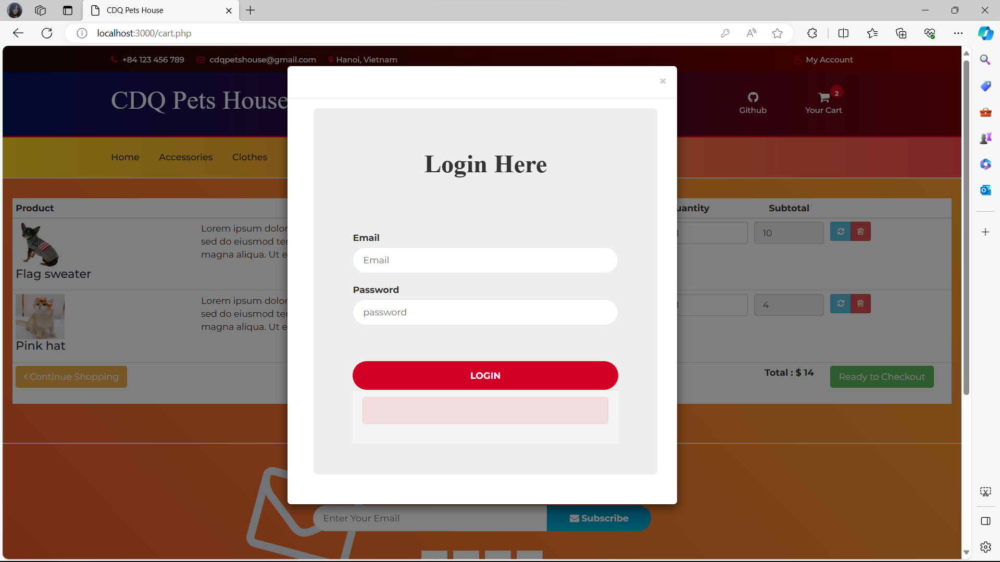 CDQ Pets House
localhost:3000/cart.php
+84 123 456 789
cdqpetshouse@gmail.com
Hanoi, Vietnam
My Account
CDQ Pets House
Github
2
Your Cart
Home
Accessories
Clothes
Product
uantity
Subtotal
Lorem ipsum dolor
sed do eiusmod te
magna aliqua. Ut e
Flag sweater
10
Lorem ipsum dolor
sed do eiusmod te
magna aliqua. Ut e
Pink hat
4
Continue Shopping
Total : $ 14
Ready to Checkout
×
Login Here
Email
Email
Password
password
LOGIN
Enter Your Email
Subscribe